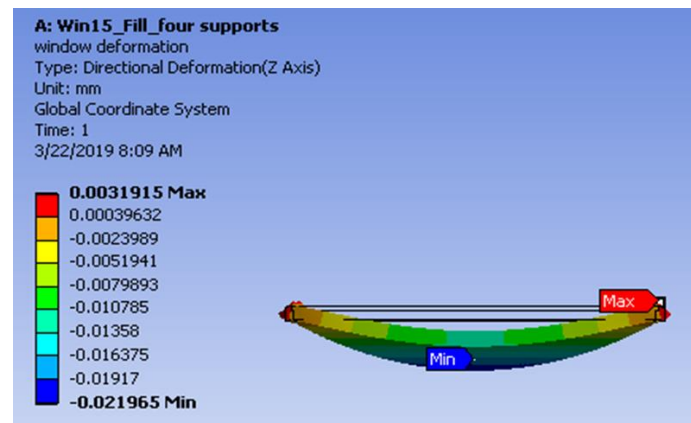 A: Win15_Fill_four supports
window deformation
Type: Directional Deformation(Z Axis)
Unit: mm
Global Coordinate System
Time: 1
3/22/2019 8:09 AM
0.0031915 Max
0.00039632
-0.0023989
-0.0051941
-0.0079893
-0.010785
-0.01358
-0.016375
-0.01917
-0.021965 Min
Max
Min